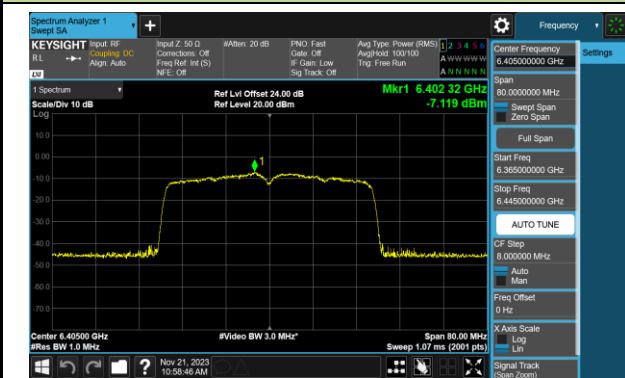 Spectrum Analyzer 1
Swept SA
+
Frequency
KEYSIGHT
R L
LXI
Input: RF
Coupling: DC
Align: Auto
Input Z: 50 Ω
Corrections: Off
Freq Ref: Int (S)
NFE: Off
#Atten: 20 dB
PNO: Fast
Gate: Off
IF Gain: Low
Sig Track: Off
Avg Type: Power (RMS)
Avg|Hold: 100/100
Trig: Free Run
1 2 3 4 5 6
A W W W W W
A N N N N N
1 Spectrum
Scale/Div 10 dB
Log
Ref Lvl Offset 24.00 dB
Ref Level 20.00 dBm
Mkr1 6.402 32 GHz
-7.119 dBm
10.0
0.00
-10.0
-20.0
-30.0
-40.0
-50.0
-60.0
-70.0
1
Center 6.40500 GHz
#Res BW 1.0 MHz
#Video BW 3.0 MHz*
Span 80.00 MHz
Sweep 1.07 ms (2001 pts)
Nov 21, 2023
10:58:46 AM
?
Center Frequency
6.405000000 GHz
Span
80.0000000 MHz
Swept Span
Zero Span
Full Span
Start Freq
6.365000000 GHz
Stop Freq
6.445000000 GHz
AUTO TUNE
CF Step
8.000000 MHz
Auto
Man
Freq Offset
0 Hz
X Axis Scale
Log
Lin
Signal Track
(Span Zoom)
Settings